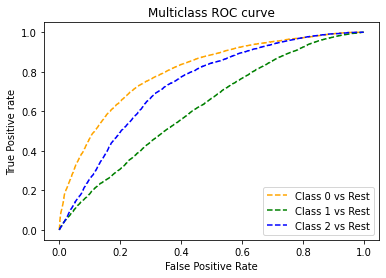 Multiclass ROC curve
True Positive rate
1.0
0.8
0.6
0.4
0.2
0.0
Class 0 vs Rest
Class 1 vs Rest
Class 2 vs Rest
0.0 0.2 0.4 0.6 0.8 1.0
False Positive Rate